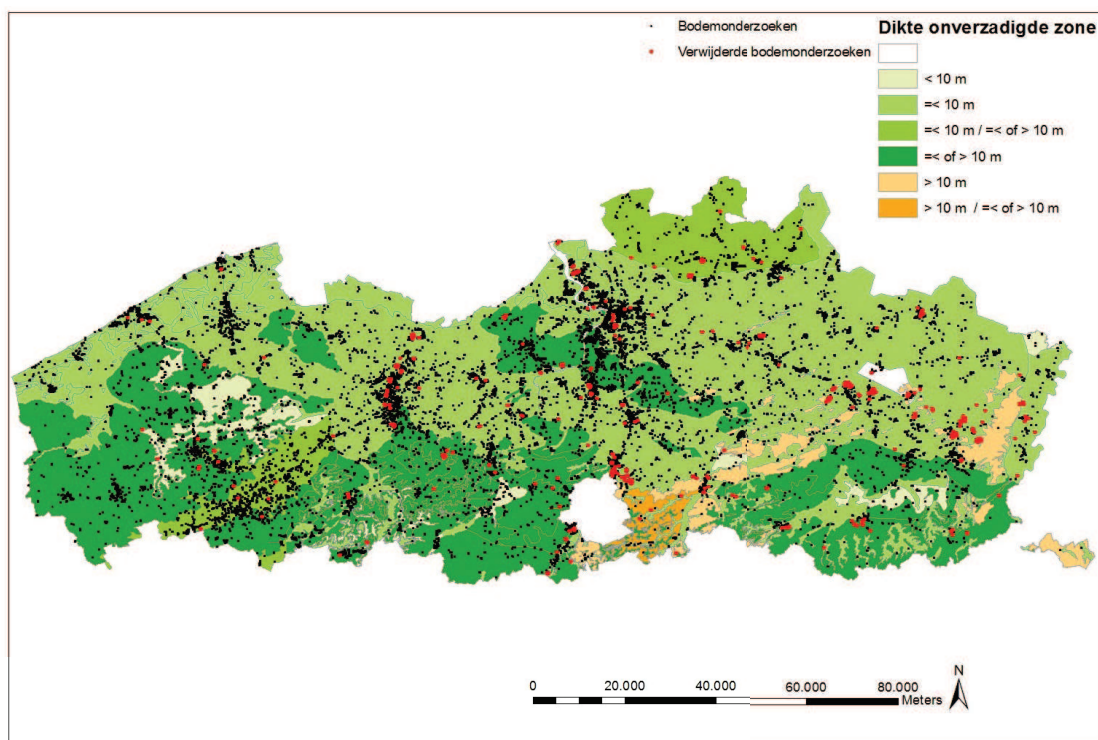 Bodemonderzoeken
Verwijderde bodemonderzoeken
Dikte onverzadigde zone
< 10 m
=< 10 m
=< 10 m / =< of > 10 m
=< of > 10 m
> 10 m
> 10 m / =< of > 10 m
N
0 20.000 40.000 60.000 80.000
Meters